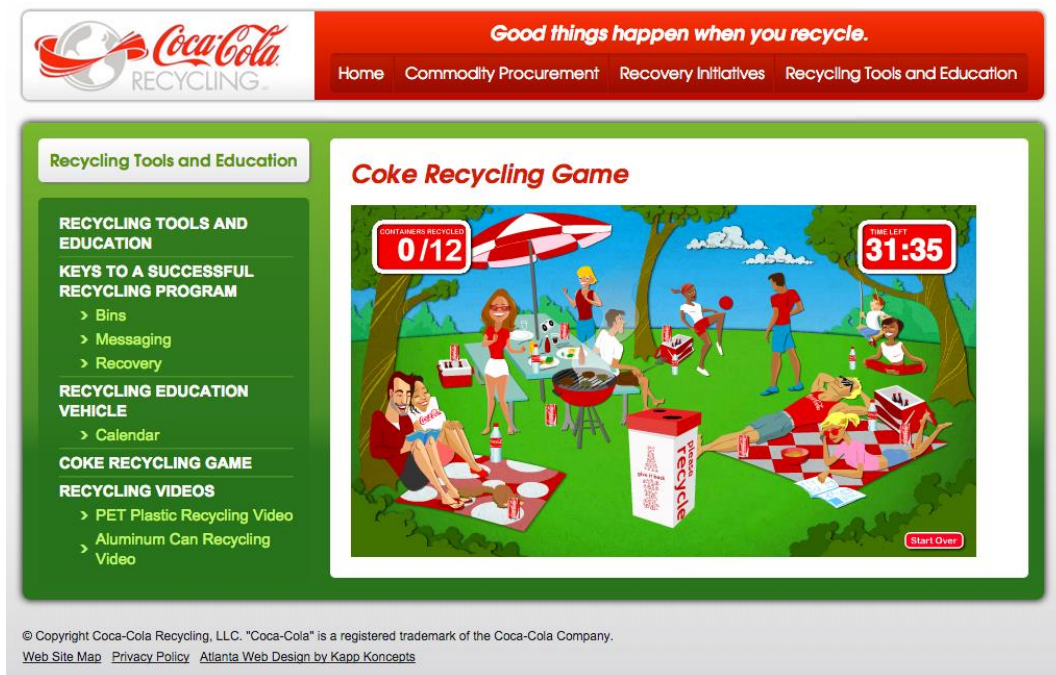 Coca-Cola
RECYCLING
Good things happen when you recycle.
Home
Commodity Procurement
Recovery Initiatives
Recycling Tools and Education
Recycling Tools and Education
RECYCLING TOOLS AND
EDUCATION
KEYS TO A SUCCESSFUL
RECYCLING PROGRAM
> Bins
> Messaging
> Recovery
RECYCLING EDUCATION
VEHICLE
> Calendar
COKE RECYCLING GAME
RECYCLING VIDEOS
> PET Plastic Recycling Video
> Aluminum Can Recycling
Video
Coke Recycling Game
CONTAINERS RECYCLED
0/12
TIME LEFT
31:35
please
recycle
give it back
Start Over
© Copyright Coca-Cola Recycling, LLC. "Coca-Cola" is a registered trademark of the Coca-Cola Company.
Web Site Map Privacy Policy Atlanta Web Design by Kapp Koncepts